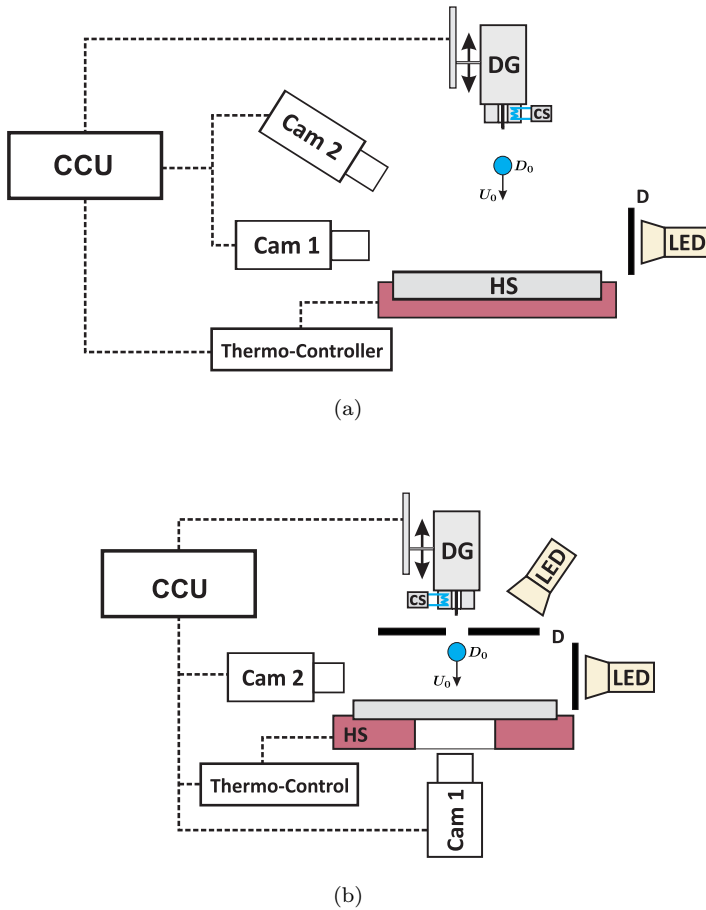 DG
CS
Cam 2
CCU
D₀
U₀
D
Cam 1
LED
HS
Thermo-Controller
(a)
DG
LED
CCU
CS
D
D₀
Cam 2
U₀
LED
HS
Thermo-Control
Cam 1
(b)